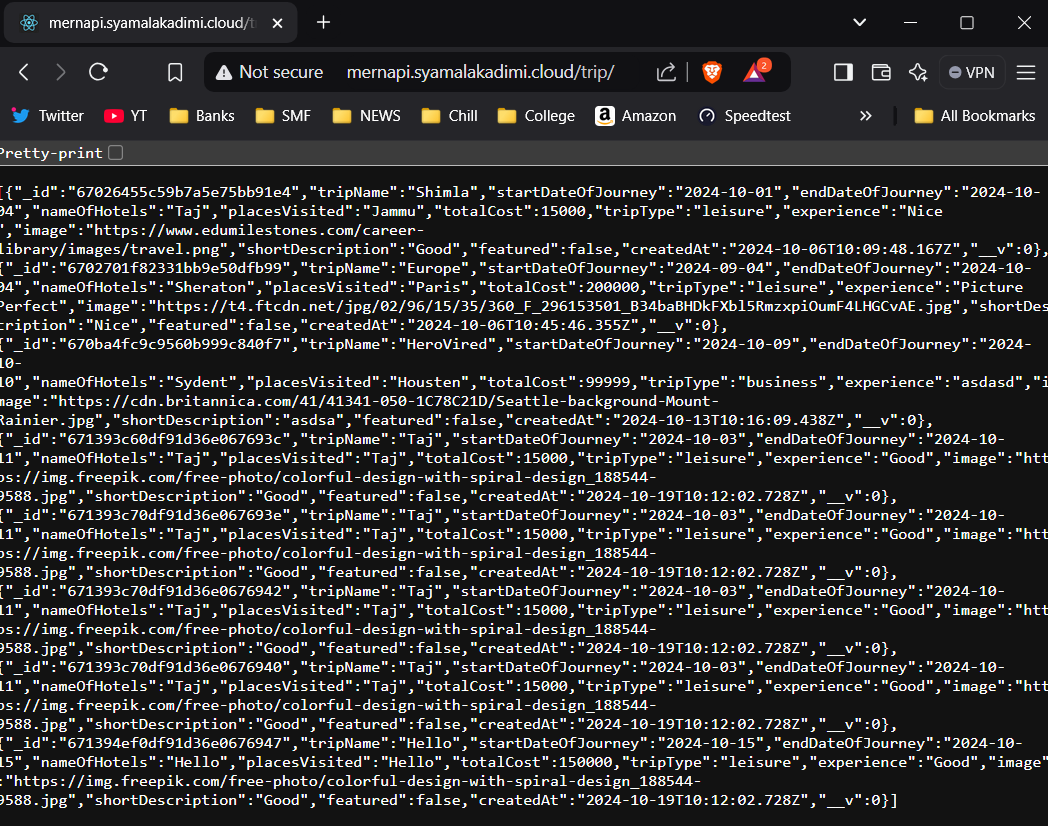 mernapi.syamalakadimi.cloud/t
Not secure mernapi.syamalakadimi.cloud/trip/ 2 VPN
Twitter YT Banks SMF NEWS Chill College Amazon Speedtest » All Bookmarks
Pretty-print
[{"_id":"67026455c59b7a5e75bb91e4","tripName":"Shimla","startDateOfJourney":"2024-10-01","endDateOfJourney":"2024-10-
04","nameOfHotels":"Taj","placesVisited":"Jammu","totalCost":15000,"tripType":"leisure","experience":"Nice
","image":"https://www.edumilestones.com/career-
library/images/travel.png","shortDescription":"Good","featured":false,"createdAt":"2024-10-06T10:09:48.167Z","__v":0},
{"_id":"6702701f82331bb9e50dfb99","tripName":"Europe","startDateOfJourney":"2024-09-04","endDateOfJourney":"2024-10-
04","nameOfHotels":"Sheraton","placesVisited":"Paris","totalCost":200000,"tripType":"leisure","experience":"Picture
Perfect","image":"https://t4.ftcdn.net/jpg/02/96/15/35/360_F_296153501_B34baBHDkFXbl5RmzxpiOumF4LHGCvAE.jpg","shortDes
cription":"Nice","featured":false,"createdAt":"2024-10-06T10:45:46.355Z","__v":0},
{"_id":"670ba4fc9c9560b999c840f7","tripName":"HeroVired","startDateOfJourney":"2024-10-09","endDateOfJourney":"2024-
10-
10","nameOfHotels":"Sydent","placesVisited":"Housten","totalCost":99999,"tripType":"business","experience":"asdasd","i
mage":"https://cdn.britannica.com/41/41341-050-1C78C21D/Seattle-background-Mount-
Rainier.jpg","shortDescription":"asdsa","featured":false,"createdAt":"2024-10-13T10:16:09.438Z","__v":0},
{"_id":"671393c60df91d36e067693c","tripName":"Taj","startDateOfJourney":"2024-10-03","endDateOfJourney":"2024-10-
11","nameOfHotels":"Taj","placesVisited":"Taj","totalCost":15000,"tripType":"leisure","experience":"Good","image":"htt
ps://img.freepik.com/free-photo/colorful-design-with-spiral-design_188544-
9588.jpg","shortDescription":"Good","featured":false,"createdAt":"2024-10-19T10:12:02.728Z","__v":0},
{"_id":"671393c70df91d36e067693e","tripName":"Taj","startDateOfJourney":"2024-10-03","endDateOfJourney":"2024-10-
11","nameOfHotels":"Taj","placesVisited":"Taj","totalCost":15000,"tripType":"leisure","experience":"Good","image":"htt
ps://img.freepik.com/free-photo/colorful-design-with-spiral-design_188544-
9588.jpg","shortDescription":"Good","featured":false,"createdAt":"2024-10-19T10:12:02.728Z","__v":0},
{"_id":"671393c70df91d36e0676942","tripName":"Taj","startDateOfJourney":"2024-10-03","endDateOfJourney":"2024-10-
11","nameOfHotels":"Taj","placesVisited":"Taj","totalCost":15000,"tripType":"leisure","experience":"Good","image":"htt
ps://img.freepik.com/free-photo/colorful-design-with-spiral-design_188544-
9588.jpg","shortDescription":"Good","featured":false,"createdAt":"2024-10-19T10:12:02.728Z","__v":0},
{"_id":"671393c70df91d36e0676940","tripName":"Taj","startDateOfJourney":"2024-10-03","endDateOfJourney":"2024-10-
11","nameOfHotels":"Taj","placesVisited":"Taj","totalCost":15000,"tripType":"leisure","experience":"Good","image":"htt
ps://img.freepik.com/free-photo/colorful-design-with-spiral-design_188544-
9588.jpg","shortDescription":"Good","featured":false,"createdAt":"2024-10-19T10:12:02.728Z","__v":0},
{"_id":"671394ef0df91d36e0676947","tripName":"Hello","startDateOfJourney":"2024-10-15","endDateOfJourney":"2024-10-
15","nameOfHotels":"Hello","placesVisited":"Hello","totalCost":150000,"tripType":"leisure","experience":"Good","image"
:"https://img.freepik.com/free-photo/colorful-design-with-spiral-design_188544-
9588.jpg","shortDescription":"Good","featured":false,"createdAt":"2024-10-19T10:12:02.728Z","__v":0}]